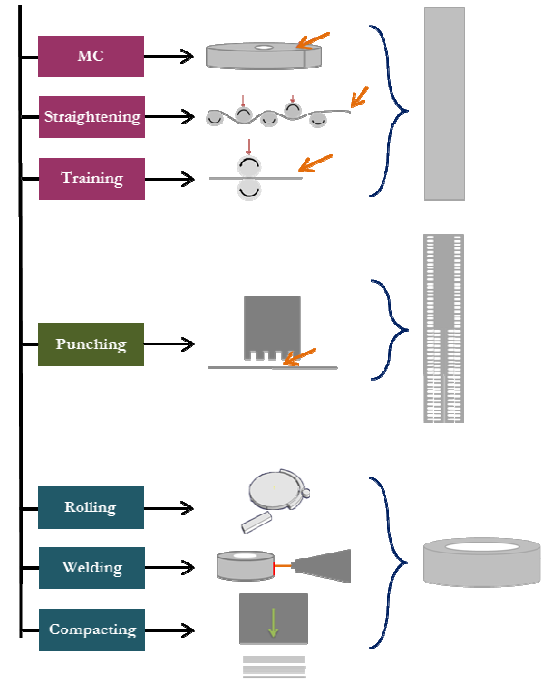 MC
Straightening
Training
Punching
Rolling
Welding
Compacting